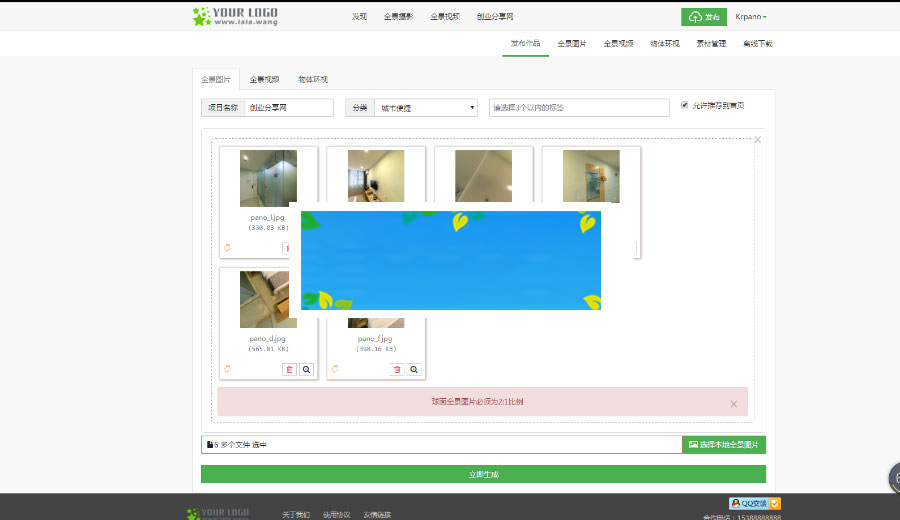 YOUR LOGO
www.lala.wang
发现 全景摄影 全景视频 创业分享网
发布 Krpano
发布作品 全景图片 全景视频 物体环视 素材管理 离线下载
全景图片 全景视频 物体环视
项目名称 创业分享网 分类 城市便捷 请选择3个以内的标签 允许推荐到首页
pano_l.jpg
(330.83 KB)
pano_d.jpg pano_f.jpg
(565.01 KB) (398.16 KB)
球面全景图片必须为2:1比例
6 多个文件 选中 选择本地全景图片
立即生成
YOUR LOGO
关于我们 使用协议 友情链接
QQ交谈
合作电话：15388888888